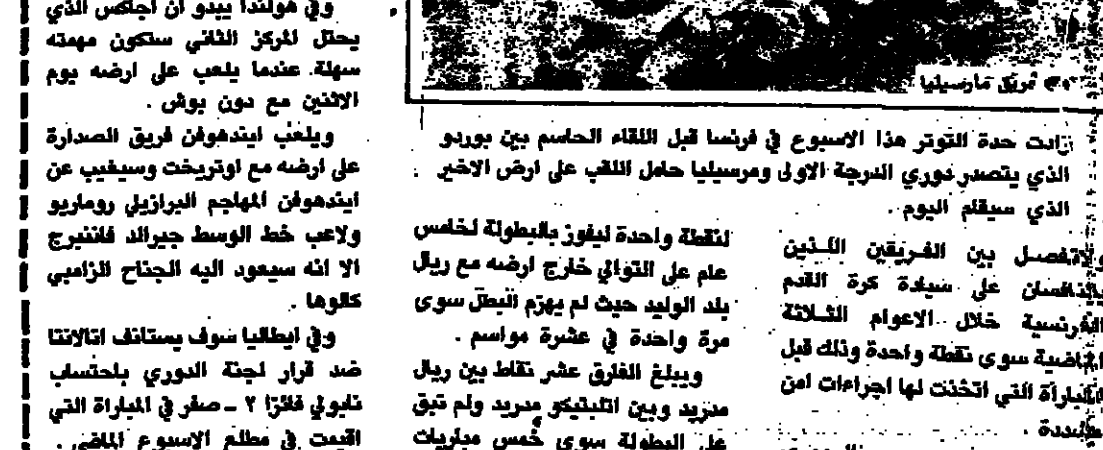 فريق مارسيليا
زادت حدة التوتر هذا الاسبوع في فرنسا قبل اللقاء الحاسم بين بوردو
الذي يتصدر دوري الدرجة الاولى ومرسيليا حامل اللقب على ارض الاخير
الذي سيقام اليوم .
ولاتفصل بين الفريقين اللذين
يتنافسان على سيادة كرة القدم
الفرنسية خلال الاعوام الثلاثة
الماضية سوى نقطة واحدة وذلك قبل
المباراة التي اتخذت لها اجراءات امن
مشددة .
لنقطة واحدة ليفوز بالبطولة لخامس
عام على التوالي خارج ارضه مع ريال
بلد الوليد حيث لم يهزم البطل سوى
مرة واحدة في عشرة مواسم .
ويبلغ الفارق عشر نقاط بين ريال
مدريد وبين اتليتيكو مدريد ولم تبق
على البطولة سوى خمس مباريات
وفي هولندا يبدو ان اجاكس الذي
يحتل المركز الثاني ستكون مهمته
سهلة عندما يلعب على ارضه يوم
الاثنين مع دون بوش .
ويلعب ايندهوفن فريق الصدارة
على ارضه مع اوتريخت وسيغيب عن
ايندهوفن المهاجم البرازيلي روماريو
ولاعب خط الوسط جيرالد فاننبرج
الا انه سيعود اليه الجناح الزامبي
كالوها .
وفي ايطاليا سوف يستانف اتالانتا
ضد قرار لجنة الدوري باحتساب
نابولي فائزا ٢ ـ صفر في المباراة التي
اقيمت في مطلع الاسبوع الماضي .